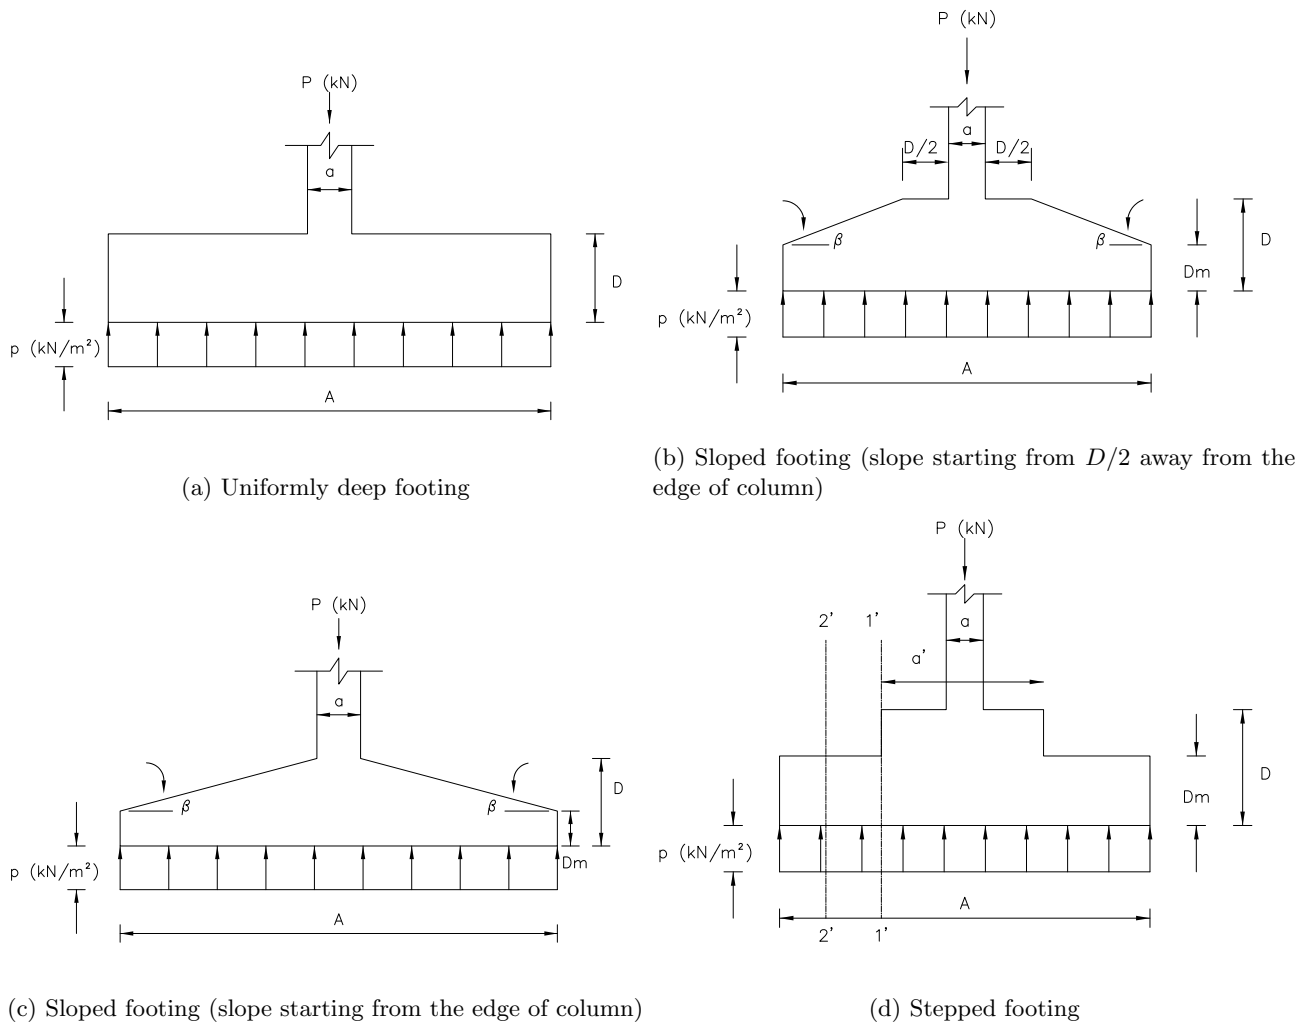 P (kN)
a
D
p (kN/m²)
A
(a) Uniformly deep footing
P (kN)
a
D/2 D/2
β β
D
Dm
p (kN/m²)
A
(b) Sloped footing (slope starting from D/2 away from the
edge of column)
P (kN)
a
β β
D
Dm
p (kN/m²)
A
(c) Sloped footing (slope starting from the edge of column)
P (kN)
2' 1' a
a'
D
Dm
p (kN/m²)
A
2' 1'
(d) Stepped footing